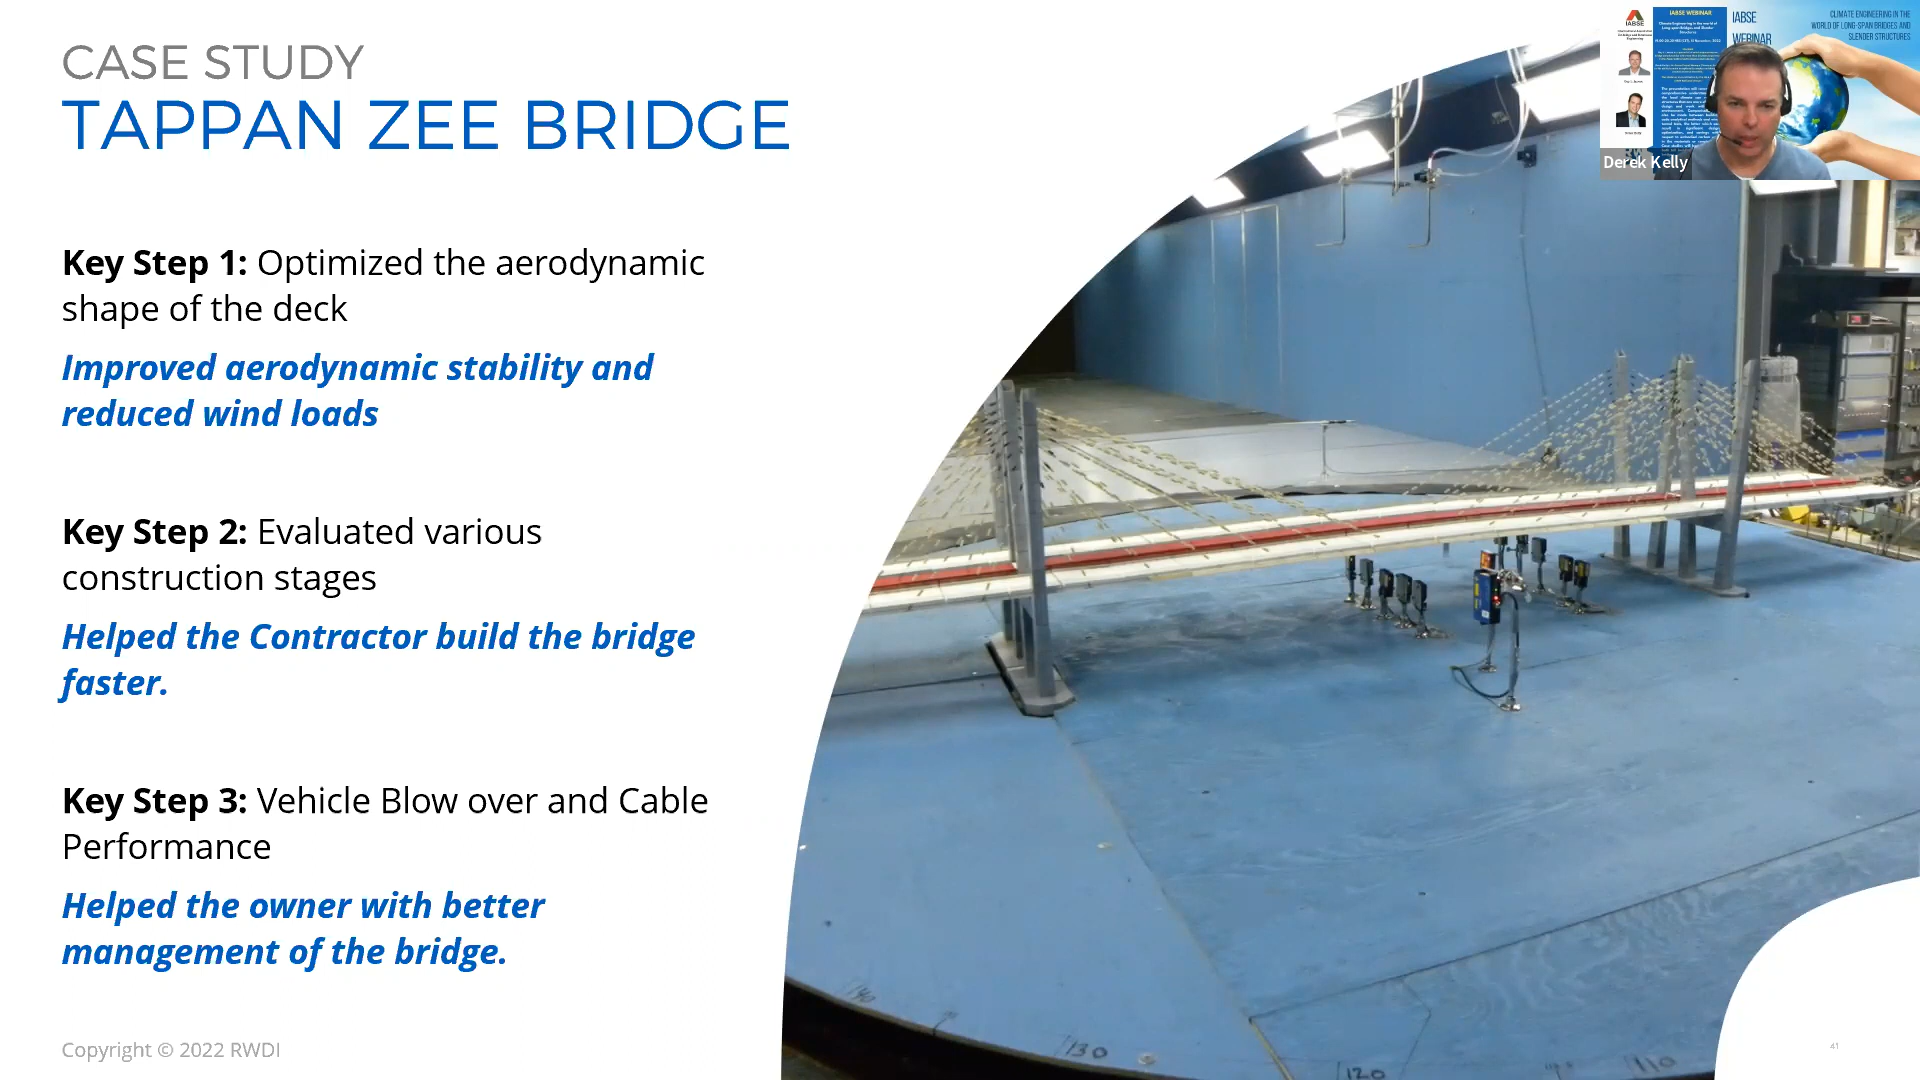 CASE STUDY
TAPPAN ZEE BRIDGE
Key Step 1: Optimized the aerodynamic
shape of the deck
Improved aerodynamic stability and
reduced wind loads
Key Step 2: Evaluated various
construction stages
Helped the Contractor build the bridge
faster.
Key Step 3: Vehicle Blow over and Cable
Performance
Helped the owner with better
management of the bridge.
Copyright © 2022 RWDI
41
130
120
110
IABSE
IABSE WEBINAR
IABSE
WEBINAR
CLIMATE ENGINEERING IN THE
WORLD OF LONG-SPAN BRIDGES AND
SLENDER STRUCTURES
Derek Kelly